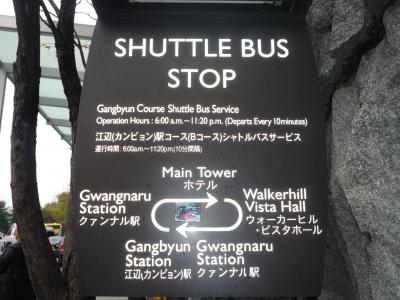 SHUTTLE BUS
STOP
Gangbyun Course Shuttle Bus Service
Operation Hours : 6:00 a.m.~11:20 p.m. (Departs Every 10minutes)
江辺(カンビョン)駅コース(Bコース)シャトルバスサービス
運行時間 : 6:00a.m~11:20p.m(10分間隔)
Main Tower
ホテル
Gwangnaru
Station
クァンナル駅
Walkerhill
Vista Hall
ウォーカーヒル
・ビスタホール
Gangbyun
Station
江辺(カンビョン)駅
Gwangnaru
Station
クァンナル駅